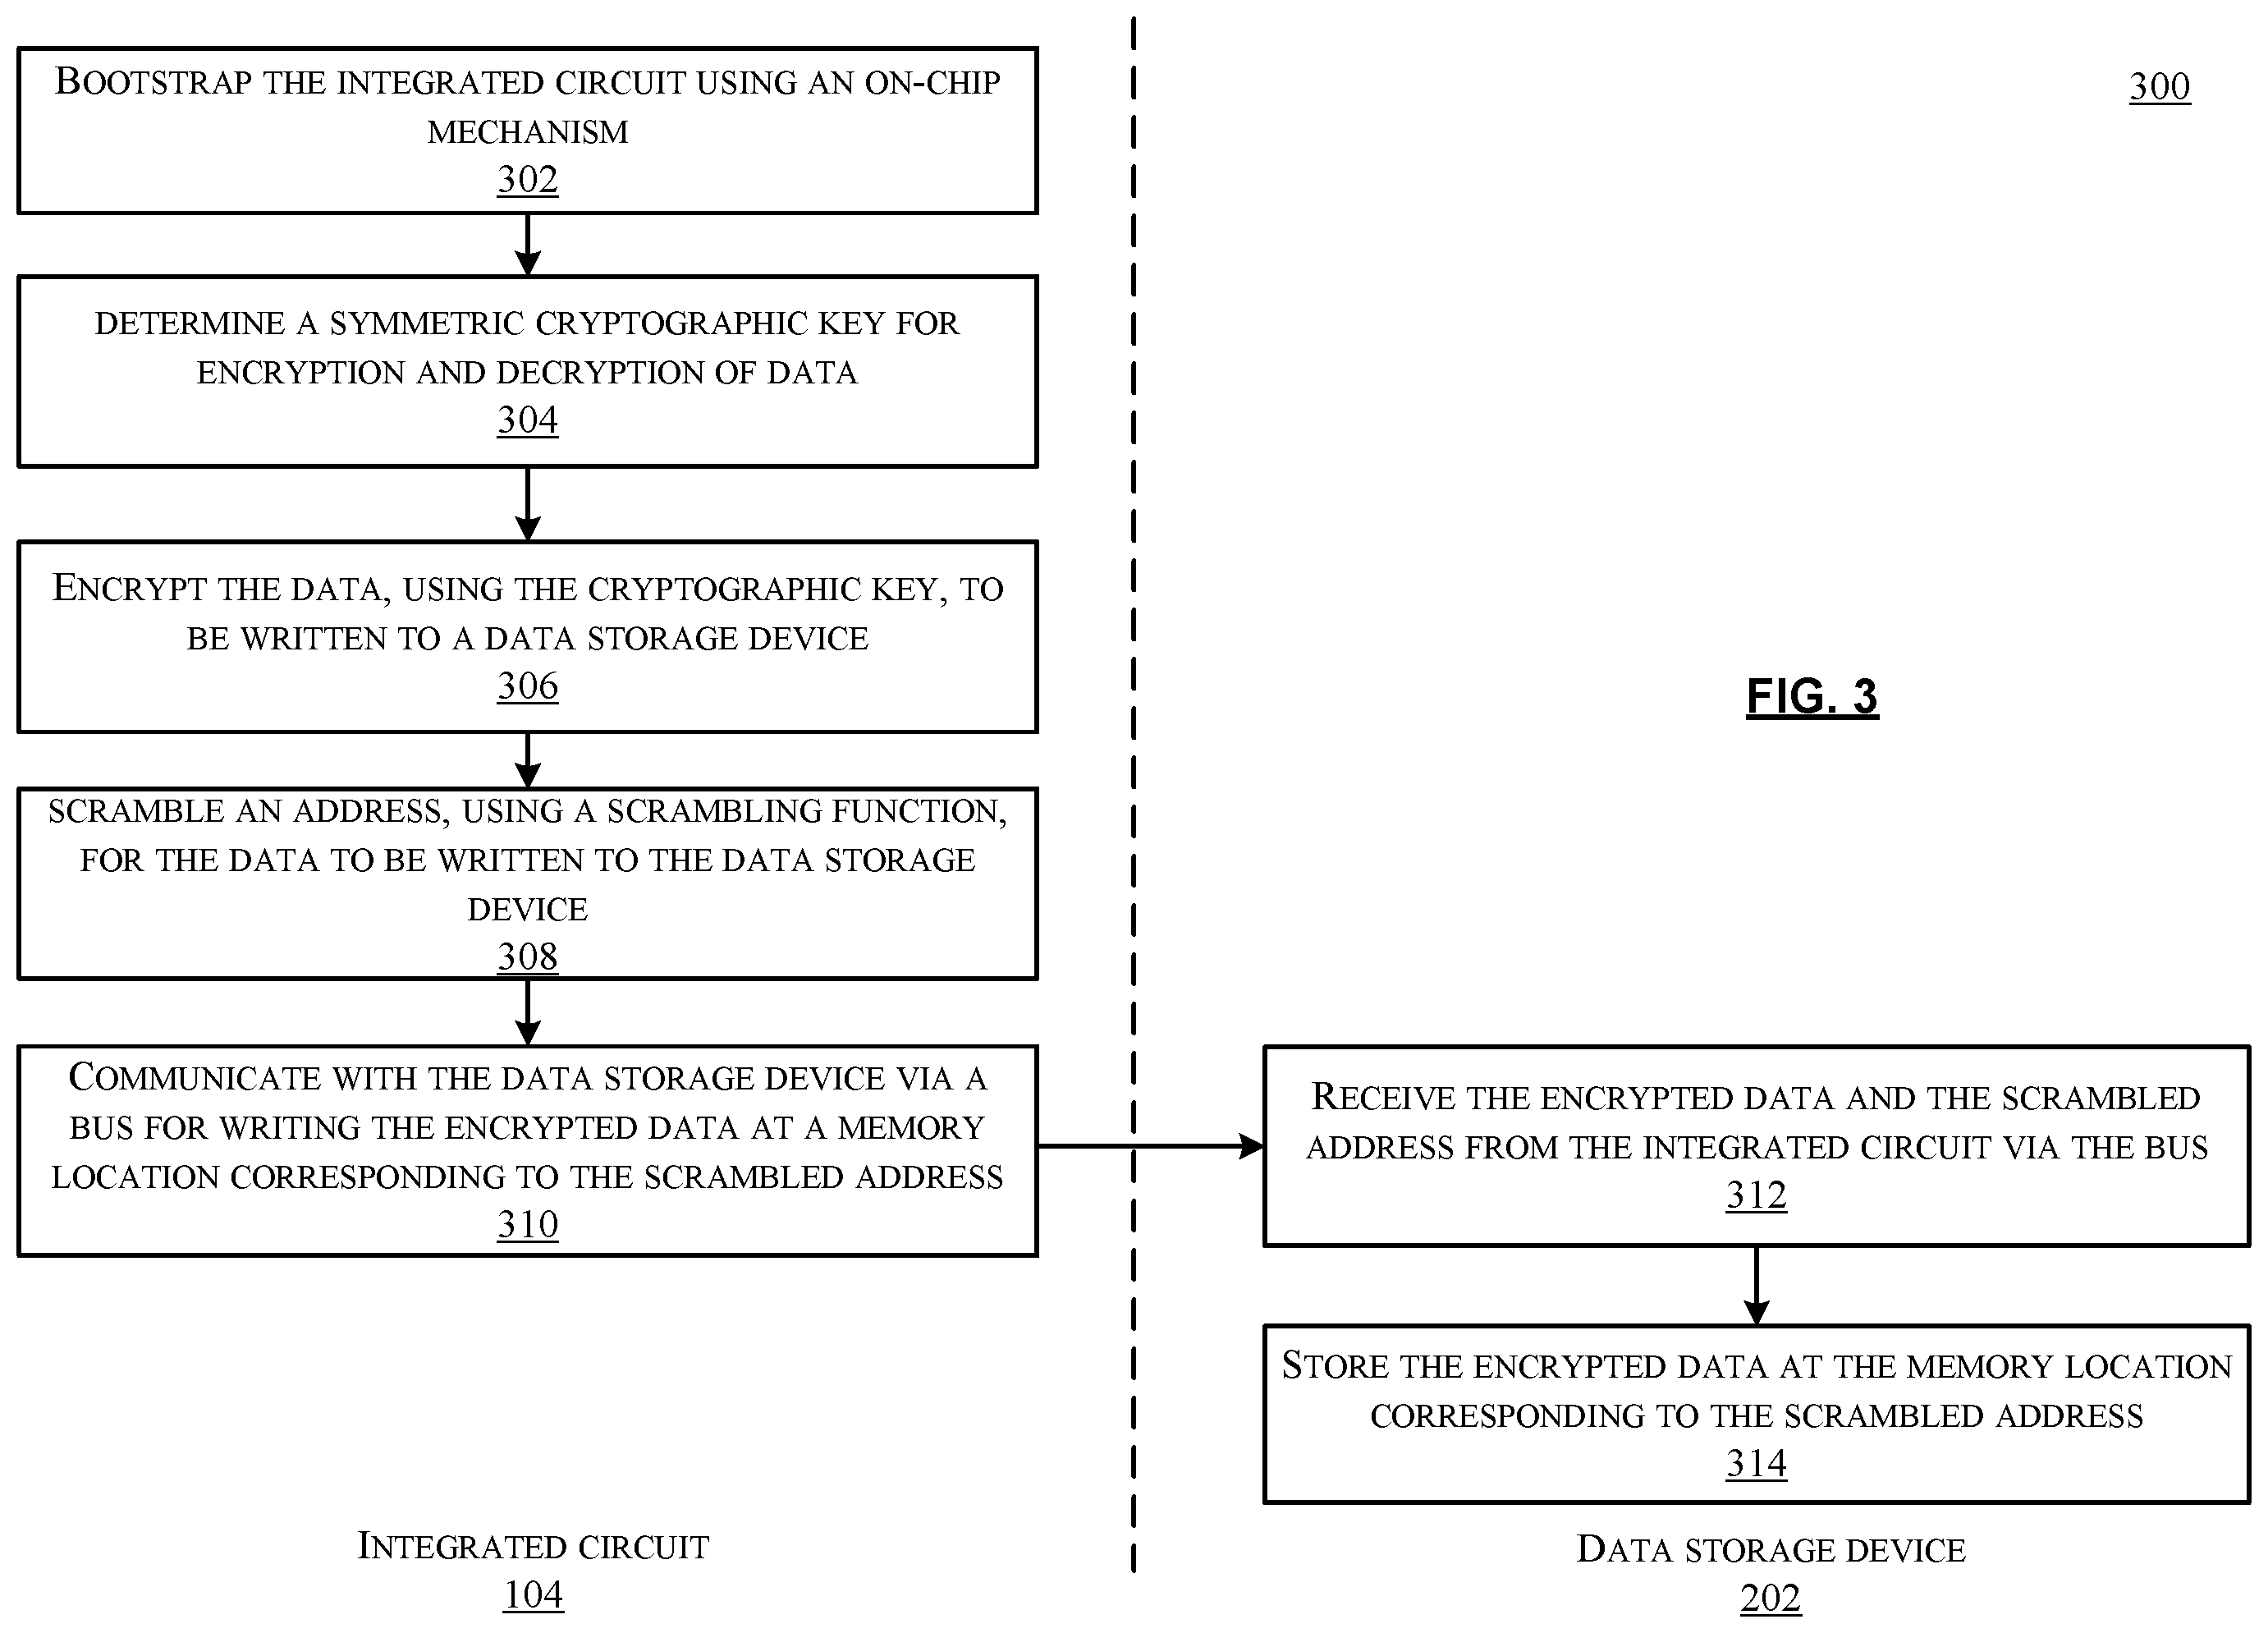 BOOTSTRAP THE INTEGRATED CIRCUIT USING AN ON-CHIP
MECHANISM
302
DETERMINE A SYMMETRIC CRYPTOGRAPHIC KEY FOR
ENCRYPTION AND DECRYPTION OF DATA
304
ENCRYPT THE DATA, USING THE CRYPTOGRAPHIC KEY, TO
BE WRITTEN TO A DATA STORAGE DEVICE
306
SCRAMBLE AN ADDRESS, USING A SCRAMBLING FUNCTION,
FOR THE DATA TO BE WRITTEN TO THE DATA STORAGE
DEVICE
308
COMMUNICATE WITH THE DATA STORAGE DEVICE VIA A
BUS FOR WRITING THE ENCRYPTED DATA AT A MEMORY
LOCATION CORRESPONDING TO THE SCRAMBLED ADDRESS
310
INTEGRATED CIRCUIT
104
300
FIG. 3
RECEIVE THE ENCRYPTED DATA AND THE SCRAMBLED
ADDRESS FROM THE INTEGRATED CIRCUIT VIA THE BUS
312
STORE THE ENCRYPTED DATA AT THE MEMORY LOCATION
CORRESPONDING TO THE SCRAMBLED ADDRESS
314
DATA STORAGE DEVICE
202